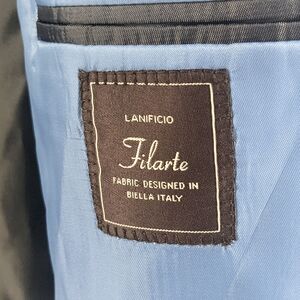 LANIFICIO
Filarte
FABRIC DESIGNED IN
BIELLA ITALY